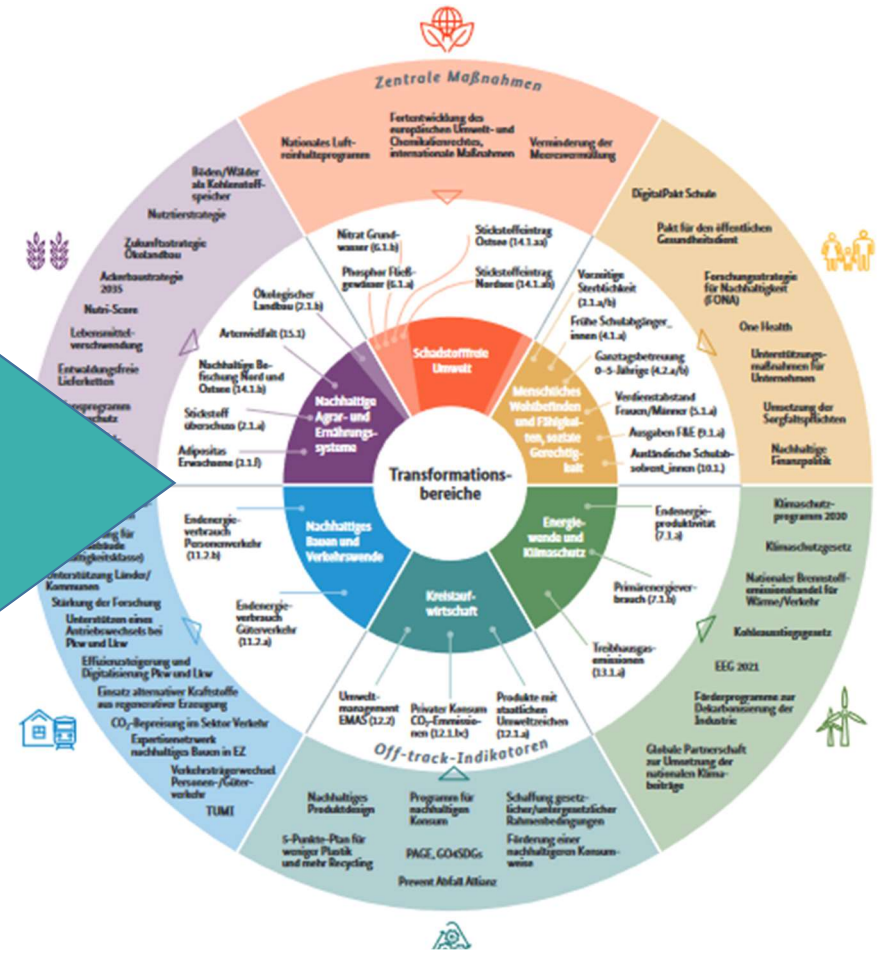 Zentrale Maßnahmen
Nationales Luft-
reinhalteprogramm
Fortentwicklung des
europäischen Umwelt- und
Chemikalienrechtes,
internationale Maßnahmen
Verminderung der
Meeresvermüllung
DigitalPakt Schule
Pakt für den öffentlichen
Gesundheitsdient
Forschungsstrategie
für Nachhaltigkeit
(FONA)
One Health
Unterstützungs-
maßnahmen für
Unternehmen
Umsetzung der
Sorgfaltspflichten
Nachhaltige
Finanzpolitik
Klimaschutz-
programm 2030
Klimaschutzgesetz
Nationaler Brennstoff-
emissionshandel für
Wärme/Verkehr
Kohleausstiegsgesetz
EEG 2021
Förderprogramme zur
Dekarbonisierung der
Industrie
Globale Partnerschaft
zur Umsetzung der
nationalen Klima-
beiträge
Schaffung gesetz-
licher/untergesetzlicher
Rahmenbedingungen
Förderung einer
nachhaltigeren Konsum-
weise
Programm für
nachhaltigen
Konsum
PAGE, GO4SDGs
Prevent Abfall Allianz
Nachhaltiges
Produktdesign
5-Punkte-Plan für
weniger Plastik
und mehr Recycling
Böden/Wälder
als Kohlenstoff-
speicher
Nutztierstrategie
Zukunftsstrategie
Ökolandbau
Ackerbaustrategie
2035
Nutri-Score
Lebensmittel-
verschwendung
Entwaldungsfreie
Lieferketten
Unterstützung Länder/
Kommunen
Stärkung der Forschung
Unterstützen eines
Antriebswechsels bei
Pkw und Lkw
Effizienzsteigerung und
Digitalisierung Pkw und Lkw
Einsatz alternativer Kraftstoffe
aus regenerativer Erzeugung
CO₂-Bepreisung im Sektor Verkehr
Expertisenetzwerk
nachhaltiges Bauen in EZ
Verkehrsträgerwechsel
Personen-/Güter-
verkehr
TUMI
Nitrat Grund-
wasser (6.1.b)
Phosphor Fließ-
gewässer (6.1.a)
Stickstoffeintrag
Ostsee (14.1.aa)
Stickstoffeintrag
Nordsee (14.1.ab)
Vorzeitige
Sterblichkeit
(3.1.a/b)
Frühe Schulabgänger_
innen (4.1.a)
Ganztagsbetreuung
0–5-Jährige (4.2.a/b)
Verdienstabstand
Frauen/Männer (5.1.a)
Ausgaben F&E (9.1.a)
Ausländische Schulab-
solvent_innen (10.1.)
Endenergie-
produktivität
(7.1.a)
Primärenergiever-
brauch (7.1.b)
Treibhausgas-
emissionen
(13.1.a)
Produkte mit
staatlichen
Umweltzeichen
(12.1.a)
Privater Konsum
CO₂-Emmissio-
nen (12.1.bc)
Umwelt-
management
EMAS (12.2)
Off-track-Indikatoren
Endenergie-
verbrauch
Güterverkehr
(11.2.a)
Endenergie-
verbrauch
Personenverkehr
(11.2.b)
Ökologischer
Landbau (2.1.b)
Artenvielfalt (15.1)
Nachhaltige Be-
fischung Nord und
Ostsee (14.1.b)
Stickstoff
überschuss (2.1.a)
Adipositas
Erwachsene (3.1.f)
Schadstofffreie
Umwelt
Menschliches
Wohlbefinden
und Fähigkei-
ten, soziale
Gerechtig-
keit
Energie-
wende und
Klimaschutz
Kreislauf-
wirtschaft
Nachhaltiges
Bauen und
Verkehrswende
Nachhaltige
Agrar- und
Ernährungs-
systeme
Transformations-
bereiche